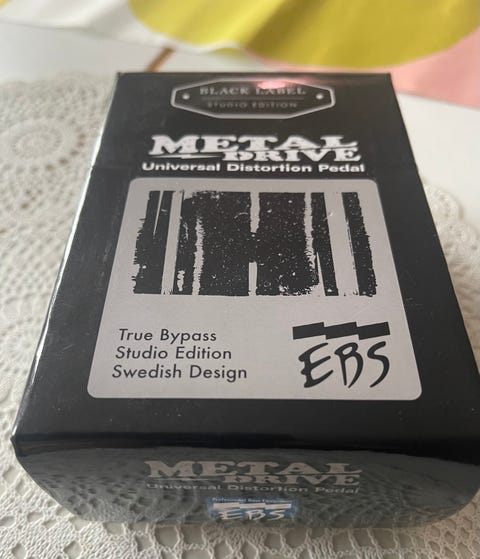 BLACK LABEL
STUDIO EDITION
METAL
DRIVE
Universal Distortion Pedal
True Bypass
Studio Edition
Swedish Design
EBS
METAL
DRIVE
Universal Distortion Pedal
EBS